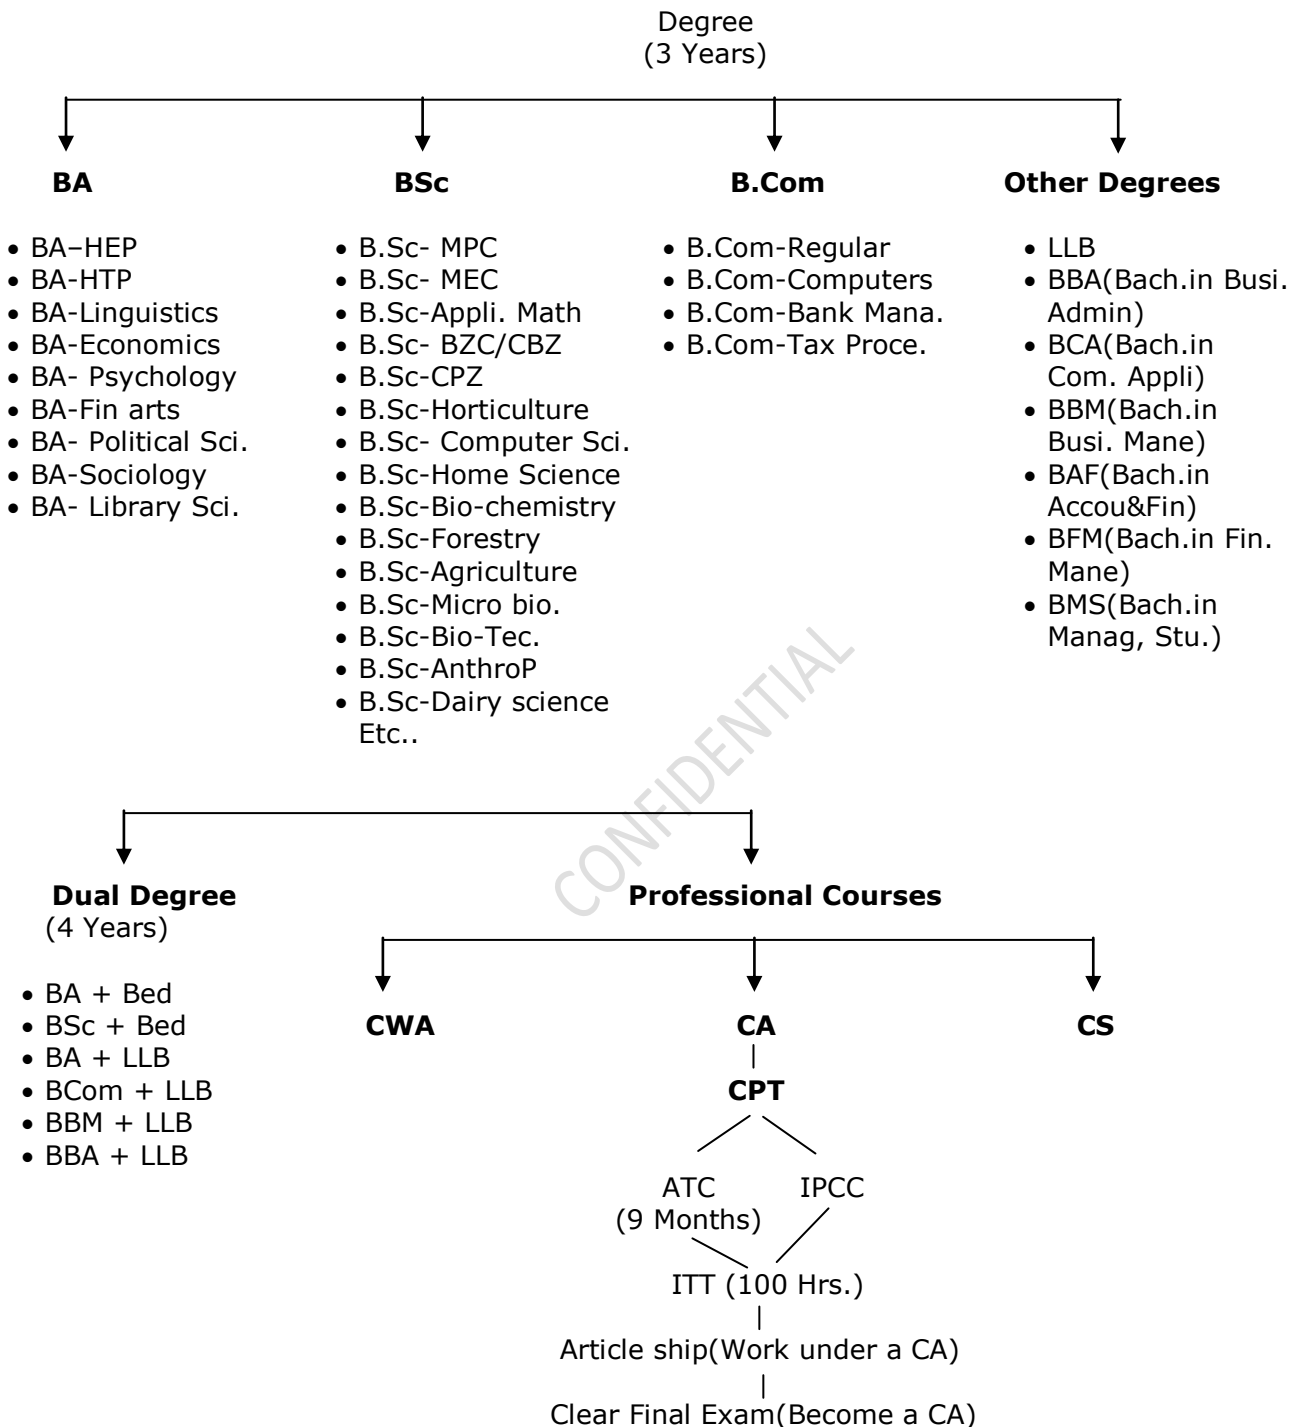 Degree
(3 Years)
BA
• BA–HEP
• BA-HTP
• BA-Linguistics
• BA-Economics
• BA- Psychology
• BA-Fin arts
• BA- Political Sci.
• BA-Sociology
• BA- Library Sci.
BSc
• B.Sc- MPC
• B.Sc- MEC
• B.Sc-Appli. Math
• B.Sc- BZC/CBZ
• B.Sc-CPZ
• B.Sc-Horticulture
• B.Sc- Computer Sci.
• B.Sc-Home Science
• B.Sc-Bio-chemistry
• B.Sc-Forestry
• B.Sc-Agriculture
• B.Sc-Micro bio.
• B.Sc-Bio-Tec.
• B.Sc-AnthroP
• B.Sc-Dairy science
Etc..
B.Com
• B.Com-Regular
• B.Com-Computers
• B.Com-Bank Mana.
• B.Com-Tax Proce.
Other Degrees
• LLB
• BBA(Bach.in Busi.
Admin)
• BCA(Bach.in
Com. Appli)
• BBM(Bach.in
Busi. Mane)
• BAF(Bach.in
Accou&Fin)
• BFM(Bach.in Fin.
Mane)
• BMS(Bach.in
Manag, Stu.)
CONFIDENTIAL
Dual Degree
(4 Years)
• BA + Bed
• BSc + Bed
• BA + LLB
• BCom + LLB
• BBM + LLB
• BBA + LLB
Professional Courses
CWA
CA
CS
CPT
ATC
(9 Months)
IPCC
ITT (100 Hrs.)
Article ship(Work under a CA)
Clear Final Exam(Become a CA)